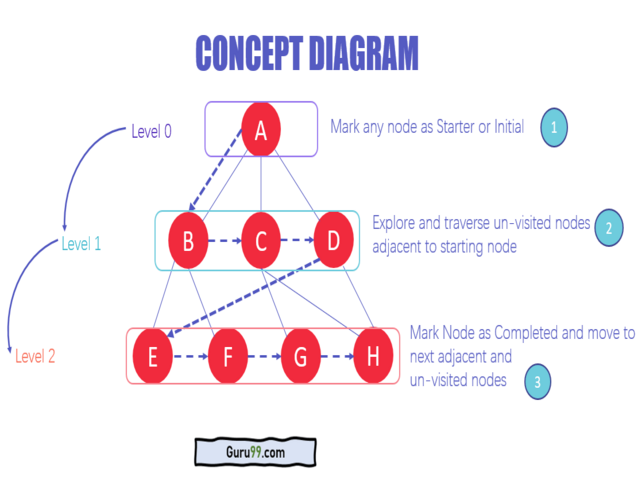 CONCEPT DIAGRAM
Level 0
A
Mark any node as Starter or Initial
1
Level 1
B
C
D
Explore and traverse un-visited nodes
adjacent to starting node
2
Level 2
E
F
G
H
Mark Node as Completed and move to
next adjacent and
un-visited nodes
3
Guru99.com